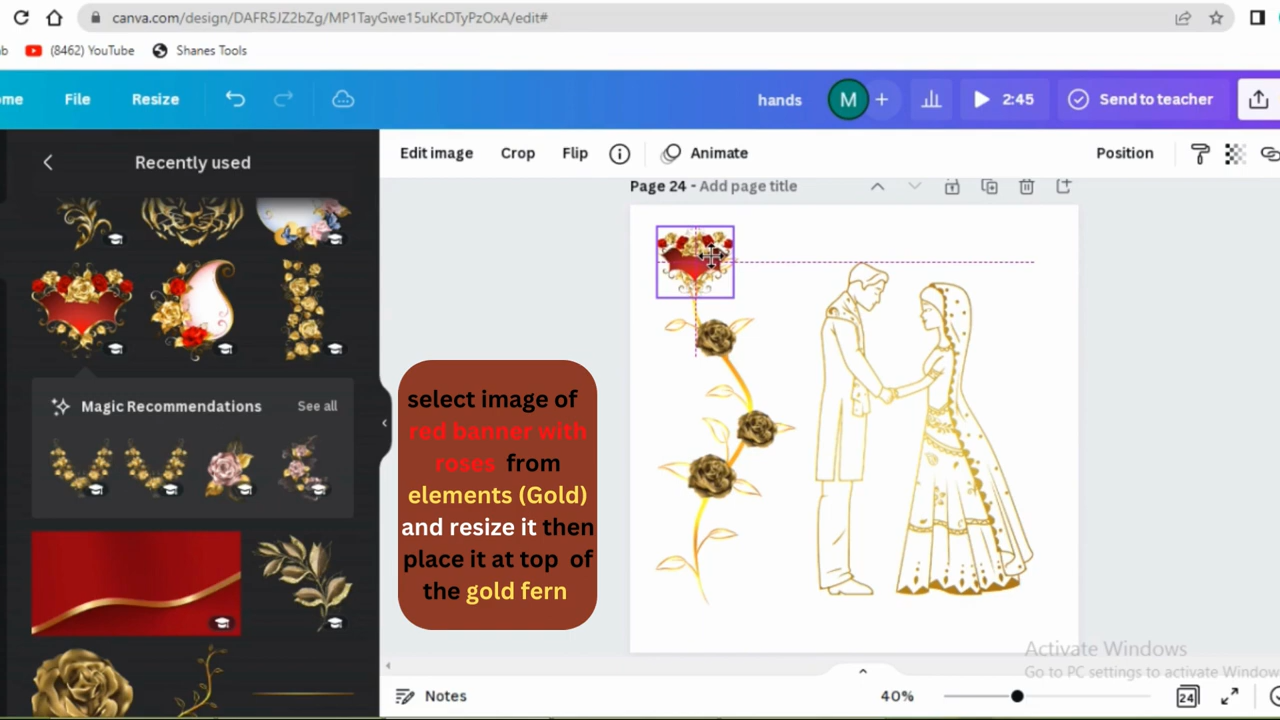 canva.com/design/DAFR5JZ2bZg/MP1TayGwe15uKcDTyPzOxA/edit#
(8462) YouTube
Shanes Tools
File
Resize
hands
M
+
2:45
Send to teacher
Recently used
Edit image
Crop
Flip
Animate
Position
Page 24 - Add page title
Magic Recommendations
See all
select image of
red banner with
roses from
elements (Gold)
and resize it then
place it at top of
the gold fern
Activate Windows
Go to PC settings to activate Window
Notes
40%
24